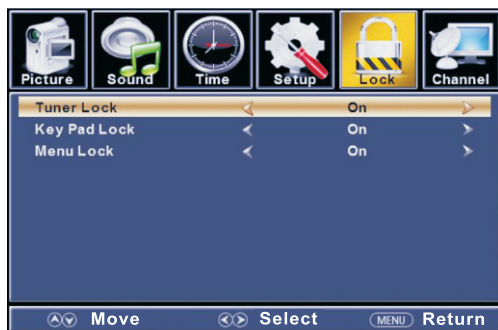 Picture Sound Time Setup Lock Channel
Tuner Lock On
Key Pad Lock On
Menu Lock On
Move Select MENU Return